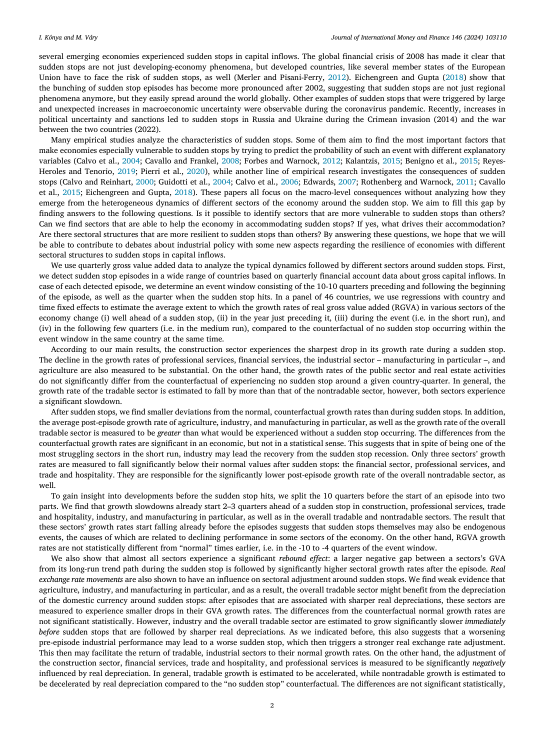 I. Kónya and M. Váry
Journal of International Money and Finance 146 (2024) 103110
several emerging economies experienced sudden stops in capital inflows. The global financial crisis of 2008 has made it clear that
sudden stops are not just developing-economy phenomena, but developed countries, like several member states of the European
Union have to face the risk of sudden stops, as well (Merler and Pisani-Ferry, 2012). Eichengreen and Gupta (2018) show that
the bunching of sudden stop episodes has become more pronounced after 2002, suggesting that sudden stops are not just regional
phenomena anymore, but they easily spread around the world globally. Other examples of sudden stops that were triggered by large
and unexpected increases in macroeconomic uncertainty were observable during the coronavirus pandemic. Recently, increases in
political uncertainty and sanctions led to sudden stops in Russia and Ukraine during the Crimean invasion (2014) and the war
between the two countries (2022).
Many empirical studies analyze the characteristics of sudden stops. Some of them aim to find the most important factors that
make economies especially vulnerable to sudden stops by trying to predict the probability of such an event with different explanatory
variables (Calvo et al., 2004; Cavallo and Frankel, 2008; Forbes and Warnock, 2012; Kalantzis, 2015; Benigno et al., 2015; Reyes-
Heroles and Tenorio, 2019; Pierri et al., 2020), while another line of empirical research investigates the consequences of sudden
stops (Calvo and Reinhart, 2000; Guidotti et al., 2004; Calvo et al., 2006; Edwards, 2007; Rothenberg and Warnock, 2011; Cavallo
et al., 2015; Eichengreen and Gupta, 2018). These papers all focus on the macro-level consequences without analyzing how they
emerge from the heterogeneous dynamics of different sectors of the economy around the sudden stop. We aim to fill this gap by
finding answers to the following questions. Is it possible to identify sectors that are more vulnerable to sudden stops than others?
Can we find sectors that are able to help the economy in accommodating sudden stops? If yes, what drives their accommodation?
Are there sectoral structures that are more resilient to sudden stops than others? By answering these questions, we hope that we will
be able to contribute to debates about industrial policy with some new aspects regarding the resilience of economies with different
sectoral structures to sudden stops in capital inflows.
We use quarterly gross value added data to analyze the typical dynamics followed by different sectors around sudden stops. First,
we detect sudden stop episodes in a wide range of countries based on quarterly financial account data about gross capital inflows. In
case of each detected episode, we determine an event window consisting of the 10-10 quarters preceding and following the beginning
of the episode, as well as the quarter when the sudden stop hits. In a panel of 46 countries, we use regressions with country and
time fixed effects to estimate the average extent to which the growth rates of real gross value added (RGVA) in various sectors of the
economy change (i) well ahead of a sudden stop, (ii) in the year just preceding it, (iii) during the event (i.e. in the short run), and
(iv) in the following few quarters (i.e. in the medium run), compared to the counterfactual of no sudden stop occurring within the
event window in the same country at the same time.
According to our main results, the construction sector experiences the sharpest drop in its growth rate during a sudden stop.
The decline in the growth rates of professional services, financial services, the industrial sector – manufacturing in particular –, and
agriculture are also measured to be substantial. On the other hand, the growth rates of the public sector and real estate activities
do not significantly differ from the counterfactual of experiencing no sudden stop around a given country-quarter. In general, the
growth rate of the tradable sector is estimated to fall by more than that of the nontradable sector, however, both sectors experience
a significant slowdown.
After sudden stops, we find smaller deviations from the normal, counterfactual growth rates than during sudden stops. In addition,
the average post-episode growth rate of agriculture, industry, and manufacturing in particular, as well as the growth rate of the overall
tradable sector is measured to be greater than what would be experienced without a sudden stop occurring. The differences from the
counterfactual growth rates are significant in an economic, but not in a statistical sense. This suggests that in spite of being one of the
most struggling sectors in the short run, industry may lead the recovery from the sudden stop recession. Only three sectors' growth
rates are measured to fall significantly below their normal values after sudden stops: the financial sector, professional services, and
trade and hospitality. They are responsible for the significantly lower post-episode growth rate of the overall nontradable sector, as
well.
To gain insight into developments before the sudden stop hits, we split the 10 quarters before the start of an episode into two
parts. We find that growth slowdowns already start 2–3 quarters ahead of a sudden stop in construction, professional services, trade
and hospitality, industry, and manufacturing in particular, as well as in the overall tradable and nontradable sectors. The result that
these sectors' growth rates start falling already before the episodes suggests that sudden stops themselves may also be endogenous
events, the causes of which are related to declining performance in some sectors of the economy. On the other hand, RGVA growth
rates are not statistically different from “normal” times earlier, i.e. in the -10 to -4 quarters of the event window.
We also show that almost all sectors experience a significant rebound effect: a larger negative gap between a sectors's GVA
from its long-run trend path during the sudden stop is followed by significantly higher sectoral growth rates after the episode. Real
exchange rate movements are also shown to have an influence on sectoral adjustment around sudden stops. We find weak evidence that
agriculture, industry, and manufacturing in particular, and as a result, the overall tradable sector might benefit from the depreciation
of the domestic currency around sudden stops: after episodes that are associated with sharper real depreciations, these sectors are
measured to experience smaller drops in their GVA growth rates. The differences from the counterfactual normal growth rates are
not significant statistically. However, industry and the overall tradable sector are estimated to grow significantly slower immediately
before sudden stops that are followed by sharper real depreciations. As we indicated before, this also suggests that a worsening
pre-episode industrial performance may lead to a worse sudden stop, which then triggers a stronger real exchange rate adjustment.
This then may facilitate the return of tradable, industrial sectors to their normal growth rates. On the other hand, the adjustment of
the construction sector, financial services, trade and hospitality, and professional services is measured to be significantly negatively
influenced by real depreciation. In general, tradable growth is estimated to be accelerated, while nontradable growth is estimated to
be decelerated by real depreciation compared to the “no sudden stop” counterfactual. The differences are not significant statistically,
2